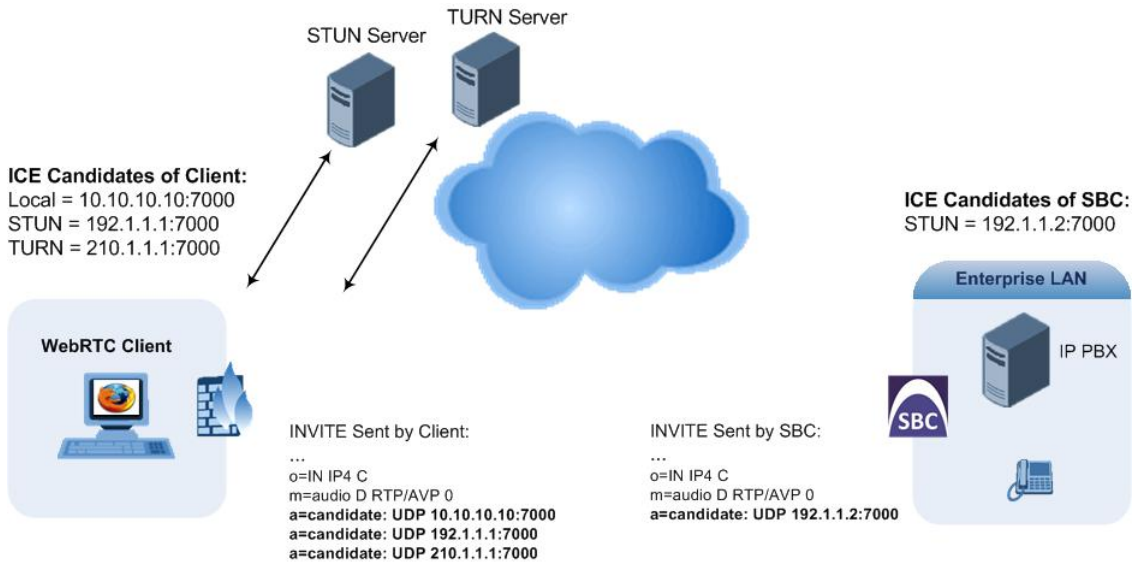 TURN Server
STUN Server
ICE Candidates of Client:
Local = 10.10.10.10:7000
STUN = 192.1.1.1:7000
TURN = 210.1.1.1:7000
ICE Candidates of SBC:
STUN = 192.1.1.2:7000
Enterprise LAN
WebRTC Client
IP PBX
SBC
INVITE Sent by Client:
...
o=IN IP4 C
m=audio D RTP/AVP 0
a=candidate: UDP 10.10.10.10:7000
a=candidate: UDP 192.1.1.1:7000
a=candidate: UDP 210.1.1.1:7000
INVITE Sent by SBC:
...
o=IN IP4 C
m=audio D RTP/AVP 0
a=candidate: UDP 192.1.1.2:7000